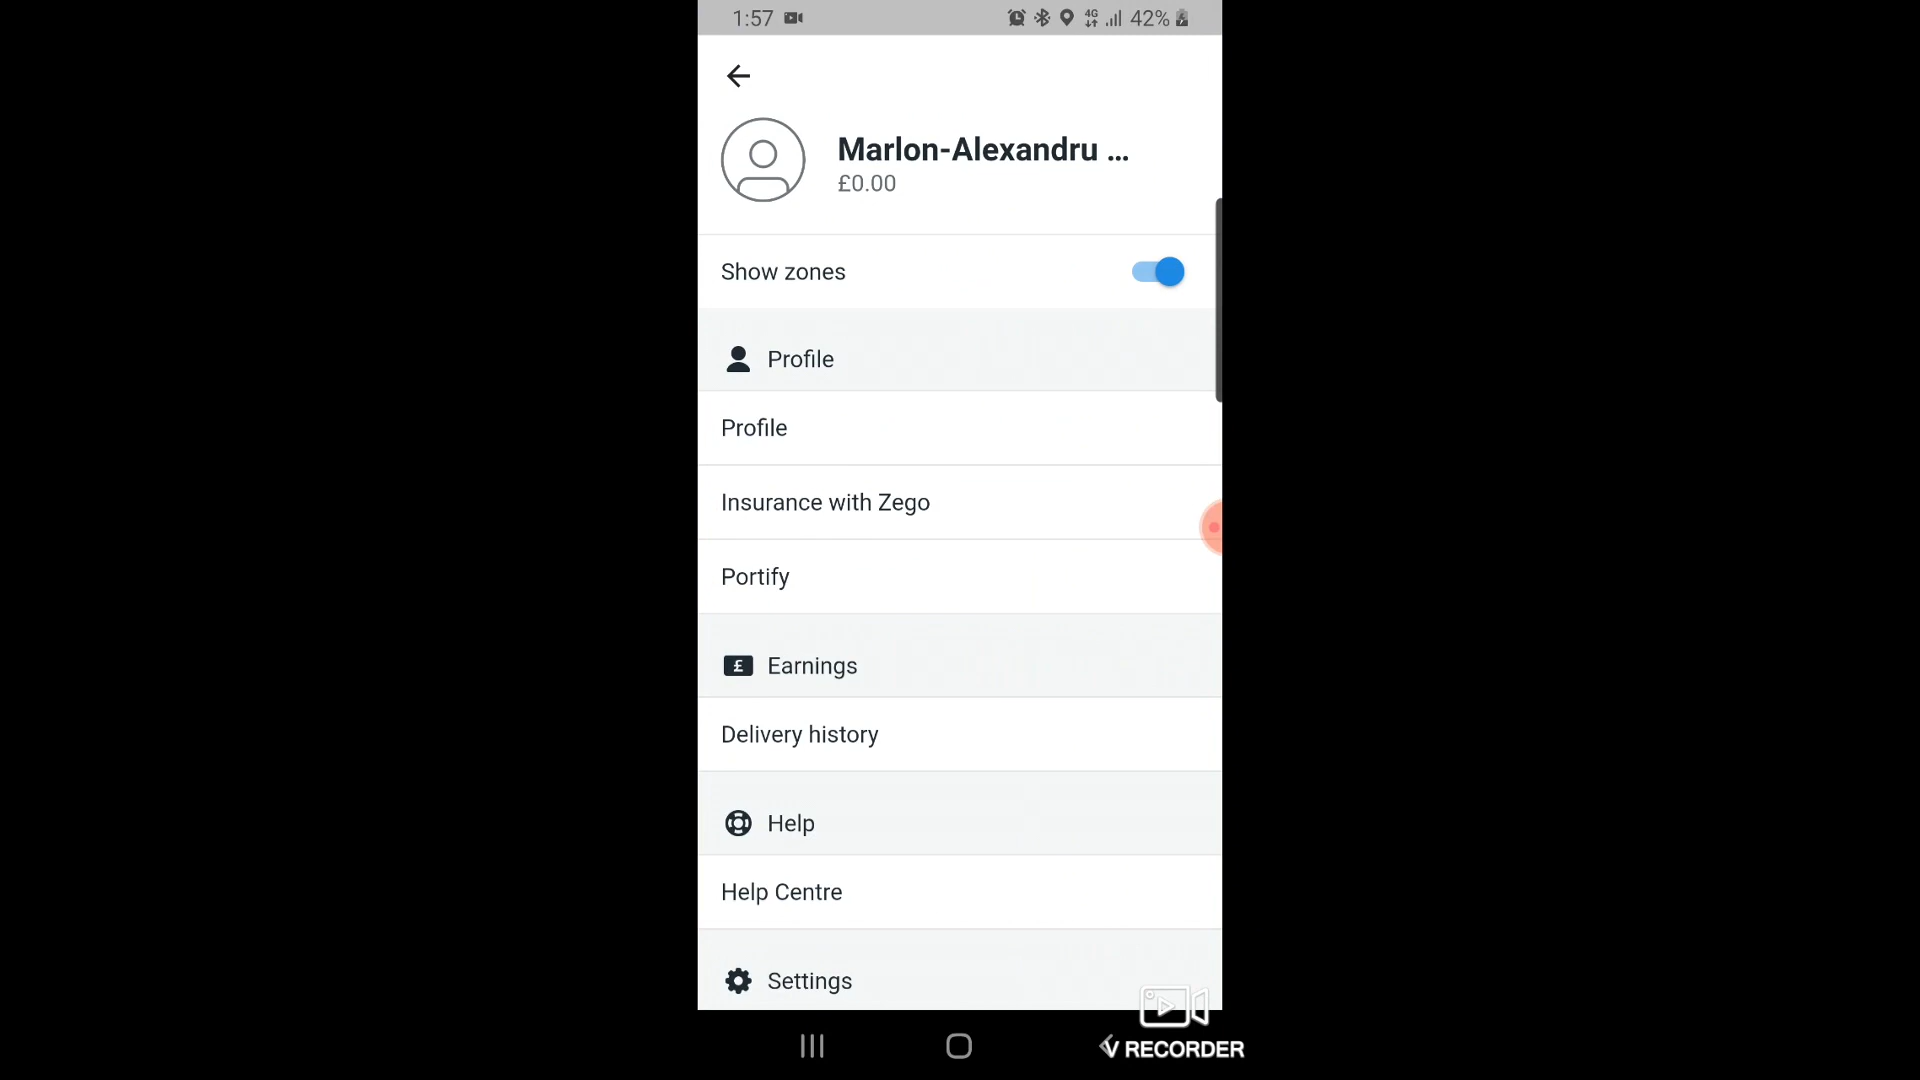 1:57 4G 42%
Marlon-Alexandru ...
£0.00
Show zones
Profile
Profile
Insurance with Zego
Portify
£ Earnings
Delivery history
Help
Help Centre
Settings
V RECORDER